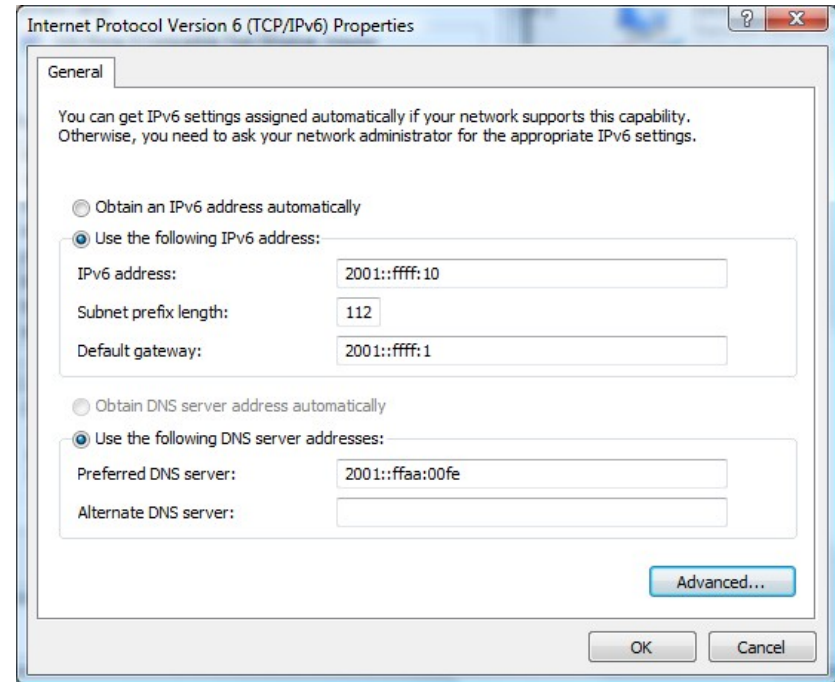 Internet Protocol Version 6 (TCP/IPv6) Properties
General
You can get IPv6 settings assigned automatically if your network supports this capability.
Otherwise, you need to ask your network administrator for the appropriate IPv6 settings.
Obtain an IPv6 address automatically
Use the following IPv6 address:
IPv6 address: 2001::ffff:10
Subnet prefix length: 112
Default gateway: 2001::ffff:1
Obtain DNS server address automatically
Use the following DNS server addresses:
Preferred DNS server: 2001::ffaa:00fe
Alternate DNS server:
Advanced...
OK Cancel